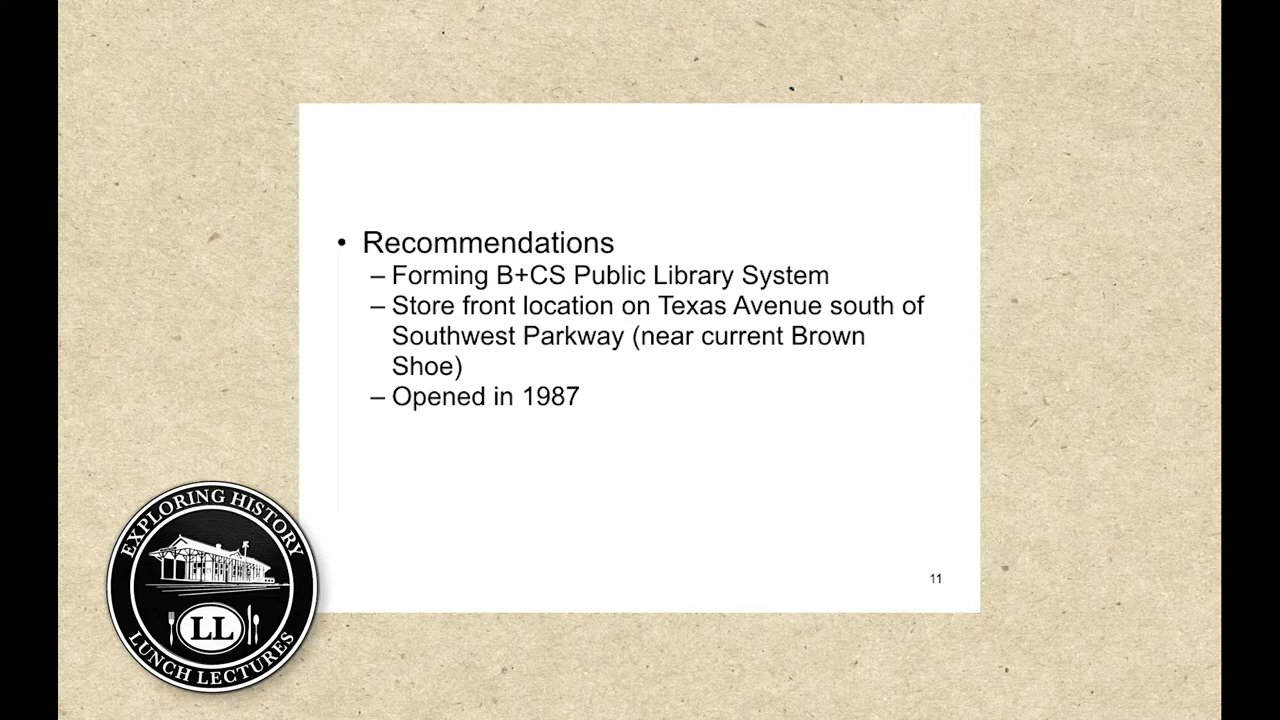 • Recommendations
– Forming B+CS Public Library System
– Store front location on Texas Avenue south of
Southwest Parkway (near current Brown
Shoe)
– Opened in 1987
11
EXPLORING HISTORY
LL
LUNCH LECTURES